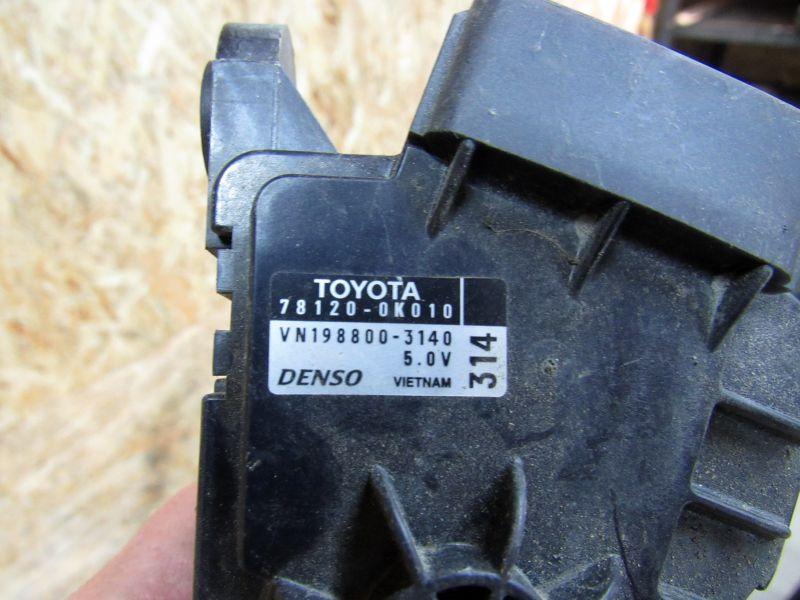 TOYOTA
78120-0K010
VN198800-3140
5.0V
DENSO VIETNAM
314